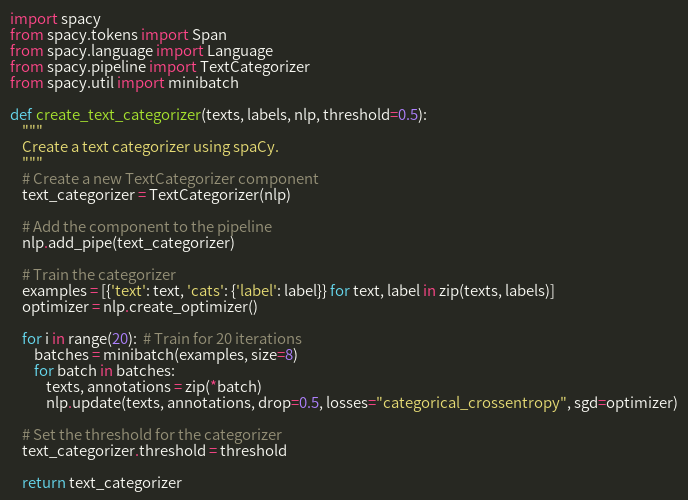 import spacy
from spacy.tokens import Span
from spacy.language import Language
from spacy.pipeline import TextCategorizer
from spacy.util import minibatch

def create_text_categorizer(texts, labels, nlp, threshold=0.5):
    """
    Create a text categorizer using spaCy.
    """
    # Create a new TextCategorizer component
    text_categorizer = TextCategorizer(nlp)

    # Add the component to the pipeline
    nlp.add_pipe(text_categorizer)

    # Train the categorizer
    examples = [{'text': text, 'cats': {'label': label}} for text, label in zip(texts, labels)]
    optimizer = nlp.create_optimizer()

    for i in range(20):  # Train for 20 iterations
        batches = minibatch(examples, size=8)
        for batch in batches:
            texts, annotations = zip(*batch)
            nlp.update(texts, annotations, drop=0.5, losses="categorical_crossentropy", sgd=optimizer)

    # Set the threshold for the categorizer
    text_categorizer.threshold = threshold

    return text_categorizer